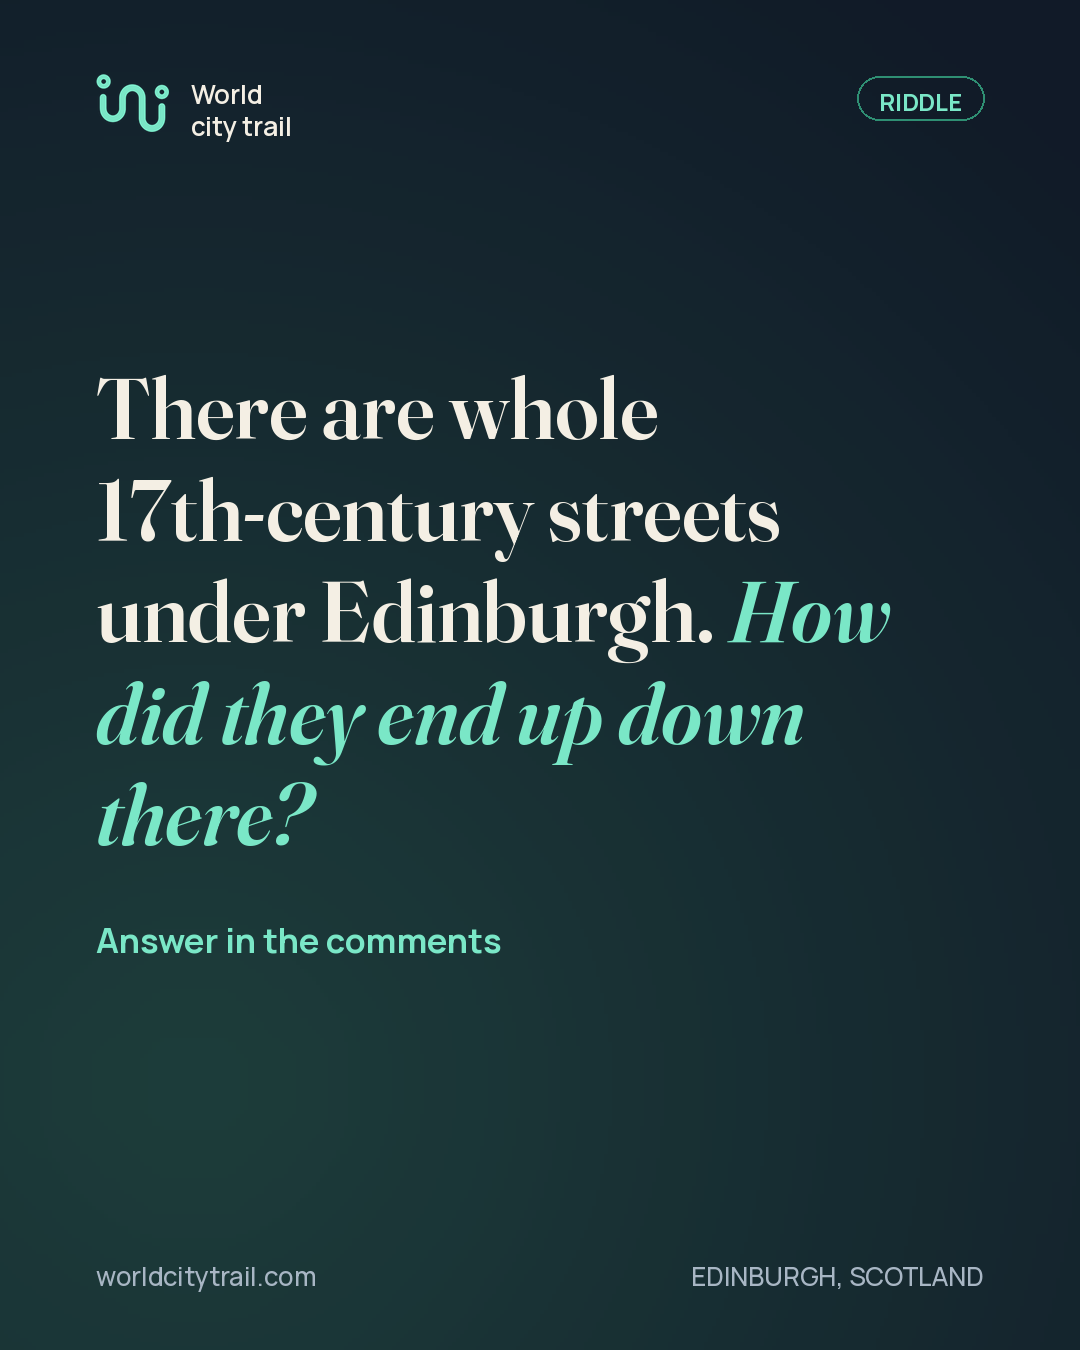 World
city trail
RIDDLE
There are whole
17th-century streets
under Edinburgh. How
did they end up down
there?
Answer in the comments
worldcitytrail.com
EDINBURGH, SCOTLAND